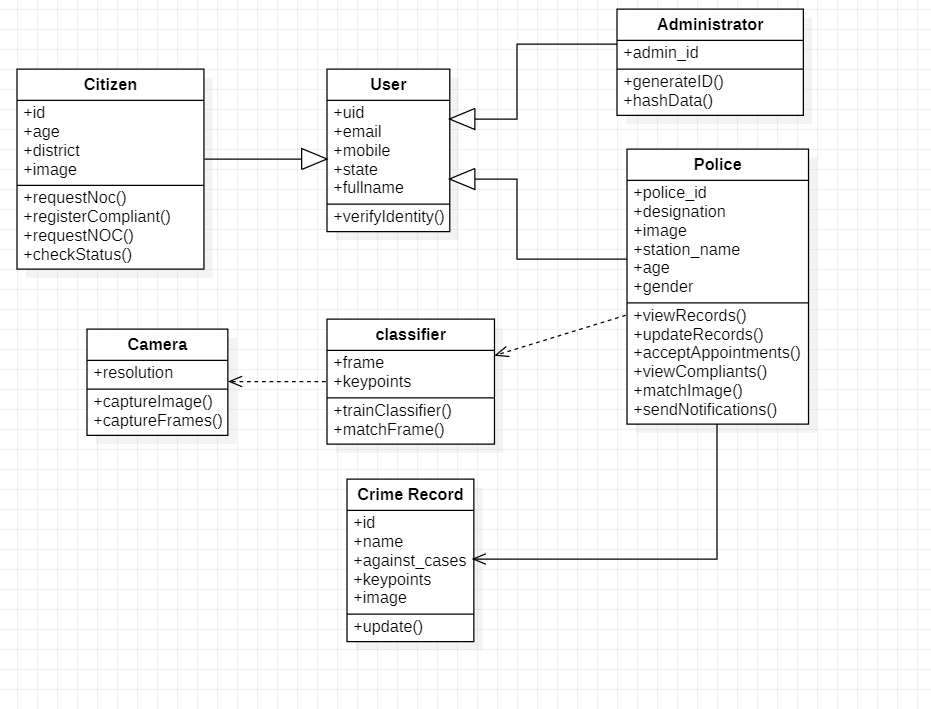 Administrator
+admin_id
+generateID()
+hashData()
Citizen
+id
+age
+district
+image
+requestNoc()
+registerCompliant()
+requestNOC()
+checkStatus()
User
+uid
+email
+mobile
+state
+fullname
+verifyIdentity()
Police
+police_id
+designation
+image
+station_name
+age
+gender
+viewRecords()
+updateRecords()
+acceptAppointments()
+viewCompliants()
+matchImage()
+sendNotifications()
Camera
+resolution
+captureImage()
+captureFrames()
classifier
+frame
+keypoints
+trainClassifier()
+matchFrame()
Crime Record
+id
+name
+against_cases
+keypoints
+image
+update()